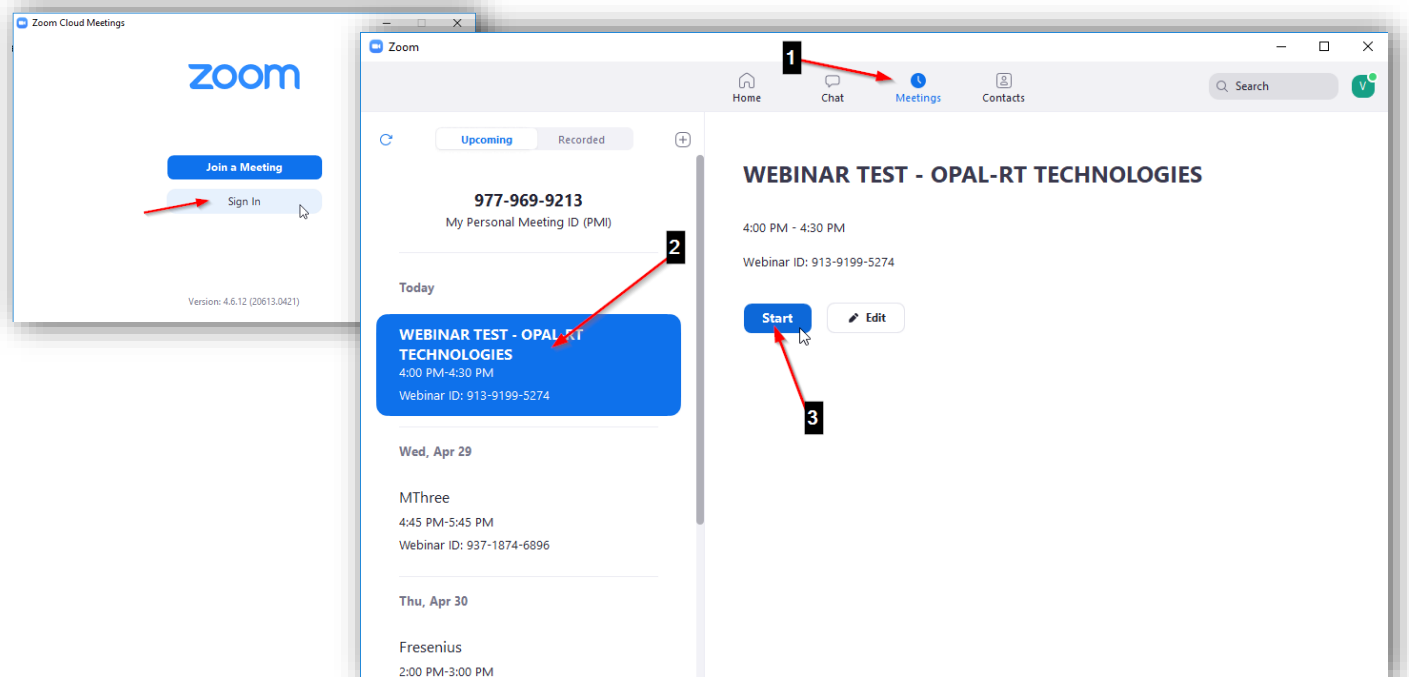 Zoom Cloud Meetings
zoom
Join a Meeting
Sign In
Version: 4.6.12 (20613.0421)
Zoom
1
Home
Chat
Meetings
Contacts
Search
V
Upcoming
Recorded
977-969-9213
My Personal Meeting ID (PMI)
2
Today
WEBINAR TEST - OPAL-RT
TECHNOLOGIES
4:00 PM-4:30 PM
Webinar ID: 913-9199-5274
Wed, Apr 29
MThree
4:45 PM-5:45 PM
Webinar ID: 937-1874-6896
Thu, Apr 30
Fresenius
2:00 PM-3:00 PM
WEBINAR TEST - OPAL-RT TECHNOLOGIES
4:00 PM - 4:30 PM
Webinar ID: 913-9199-5274
Start
Edit
3